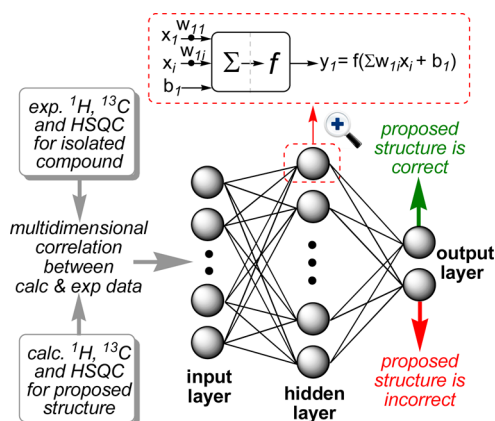 x₁ w₁₁
xᵢ w₁ᵢ
b₁
Σ f
y₁= f(Σw₁ᵢxᵢ + b₁)
exp. ¹H, ¹³C
and HSQC
for isolated
compound
multidimensional
correlation
between
calc & exp data
calc. ¹H, ¹³C
and HSQC
for proposed
structure
input
layer
hidden
layer
proposed
structure is
correct
output
layer
proposed
structure is
incorrect